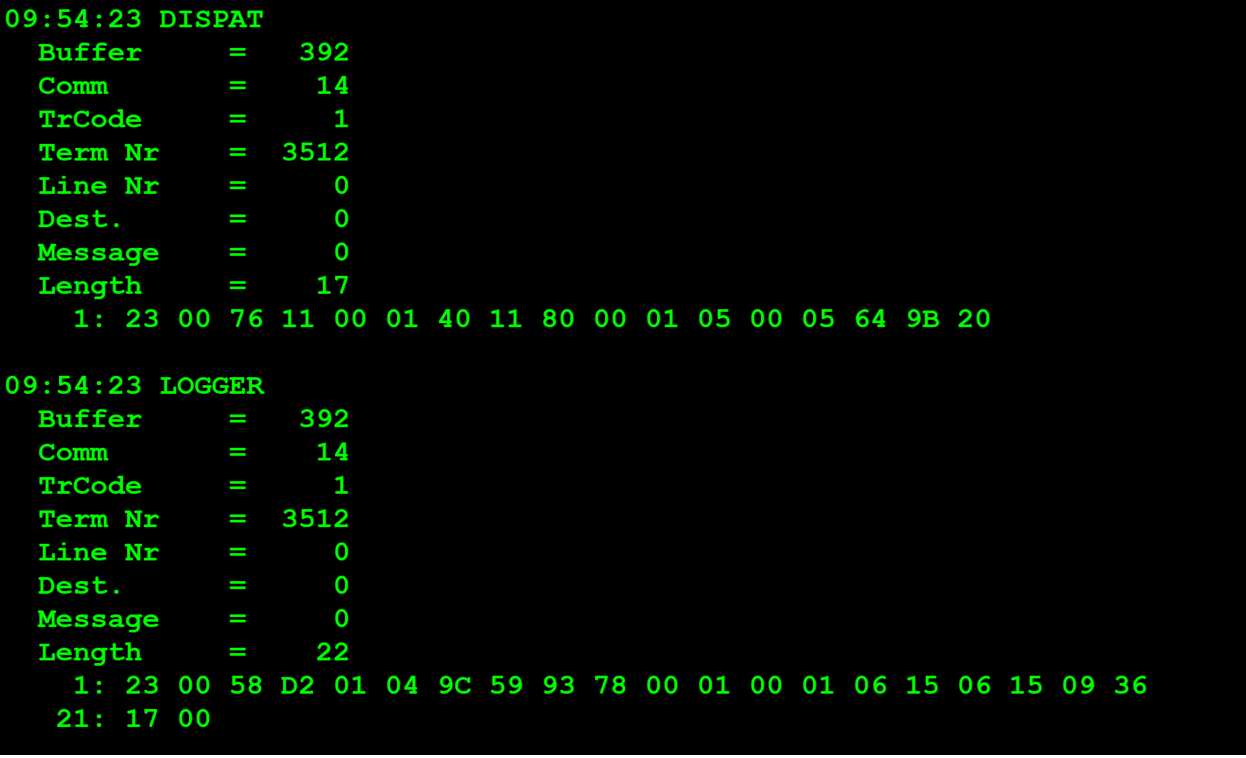 09:54:23 DISPAT
Buffer = 392
Comm = 14
TrCode = 1
Term Nr = 3512
Line Nr = 0
Dest. = 0
Message = 0
Length = 17
1: 23 00 76 11 00 01 40 11 80 00 01 05 00 05 64 9B 20
09:54:23 LOGGER
Buffer = 392
Comm = 14
TrCode = 1
Term Nr = 3512
Line Nr = 0
Dest. = 0
Message = 0
Length = 22
1: 23 00 58 D2 01 04 9C 59 93 78 00 01 00 01 06 15 06 15 09 36
21: 17 00